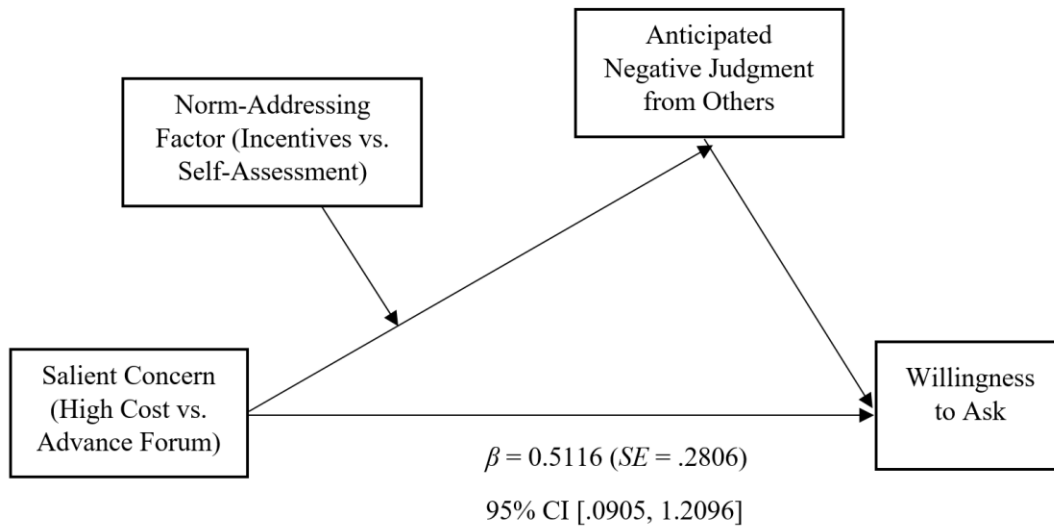 Anticipated
Negative Judgment
from Others
Norm-Addressing
Factor (Incentives vs.
Self-Assessment)
Salient Concern
(High Cost vs.
Advance Forum)
Willingness
to Ask
β = 0.5116 (SE = .2806)
95% CI [.0905, 1.2096]